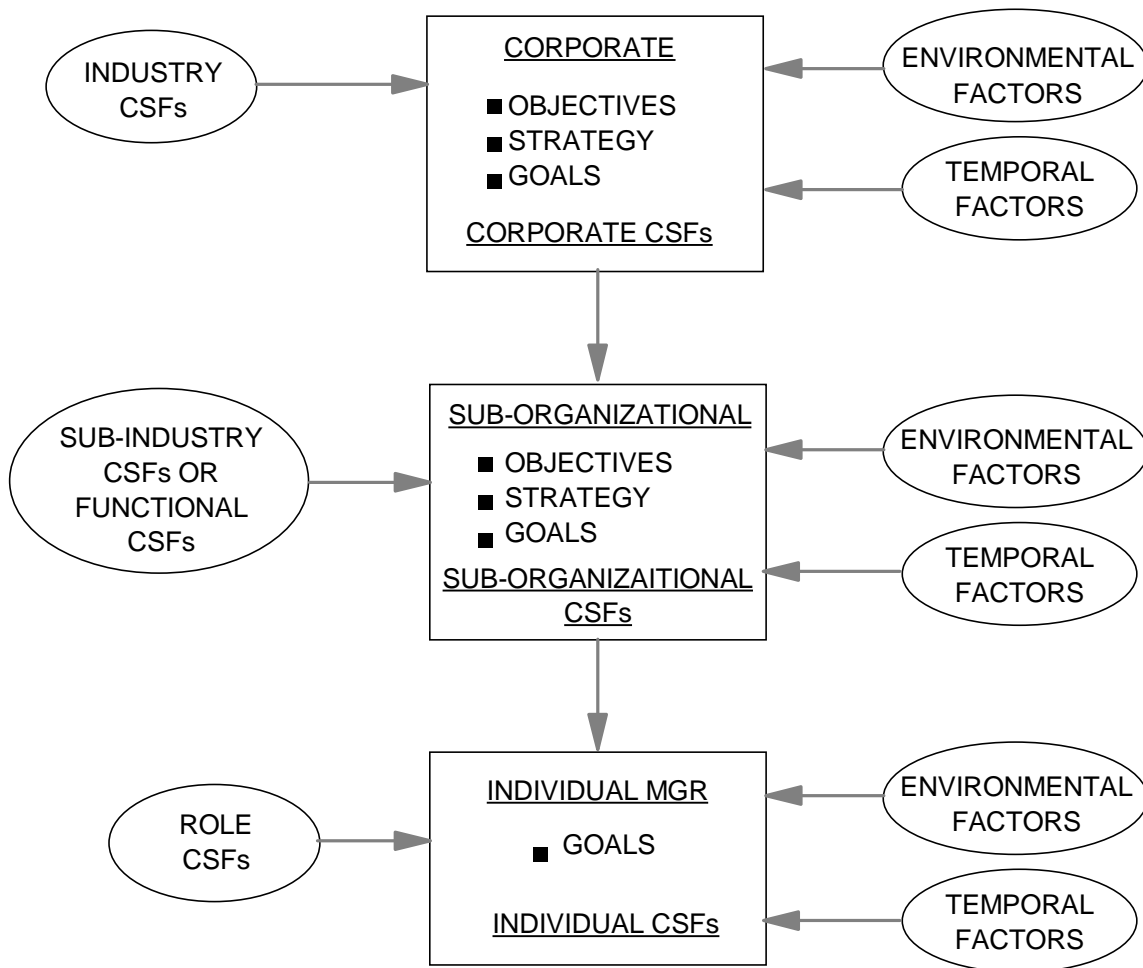 INDUSTRY
CSFs
CORPORATE
OBJECTIVES
STRATEGY
GOALS
CORPORATE CSFs
ENVIRONMENTAL
FACTORS
TEMPORAL
FACTORS
SUB-INDUSTRY
CSFs OR
FUNCTIONAL
CSFs
SUB-ORGANIZATIONAL
OBJECTIVES
STRATEGY
GOALS
SUB-ORGANIZAITIONAL
CSFs
ENVIRONMENTAL
FACTORS
TEMPORAL
FACTORS
ROLE
CSFs
INDIVIDUAL MGR
GOALS
INDIVIDUAL CSFs
ENVIRONMENTAL
FACTORS
TEMPORAL
FACTORS